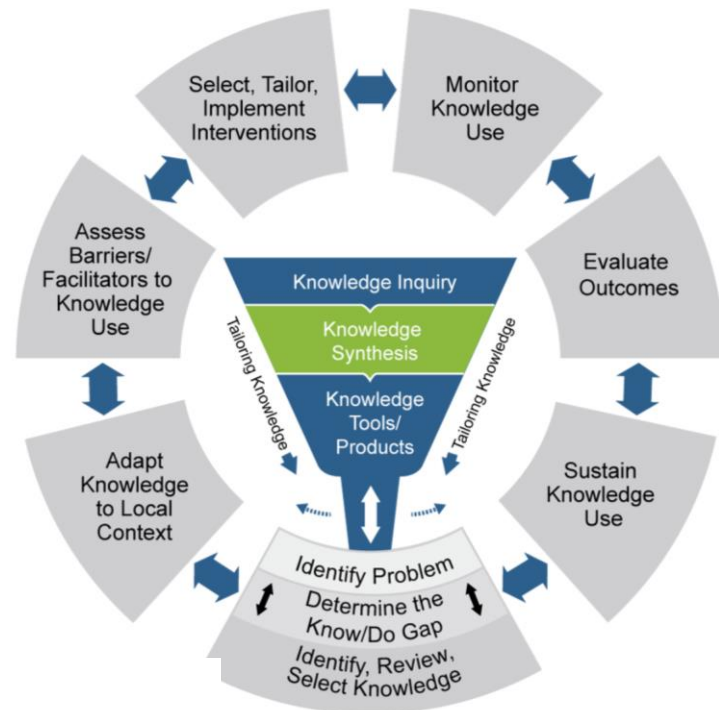 Select, Tailor,
Implement
Interventions
Monitor
Knowledge
Use
Assess
Barriers/
Facilitators to
Knowledge
Use
Evaluate
Outcomes
Knowledge Inquiry
Knowledge
Synthesis
Knowledge
Tools/
Products
Tailoring Knowledge
Tailoring Knowledge
Adapt
Knowledge
to Local
Context
Sustain
Knowledge
Use
Identify Problem
Determine the
Know/Do Gap
Identify, Review,
Select Knowledge